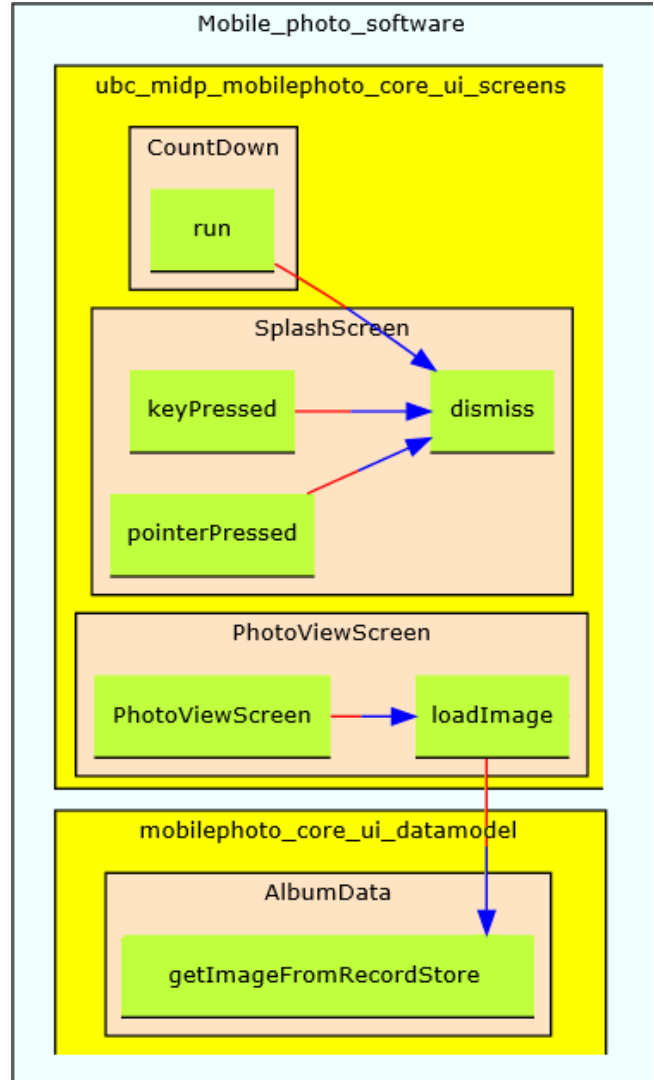 Mobile_photo_software
ubc_midp_mobilephoto_core_ui_screens
CountDown
run
SplashScreen
keyPressed
dismiss
pointerPressed
PhotoViewScreen
PhotoViewScreen
loadImage
mobilephoto_core_ui_datamodel
AlbumData
getImageFromRecordStore